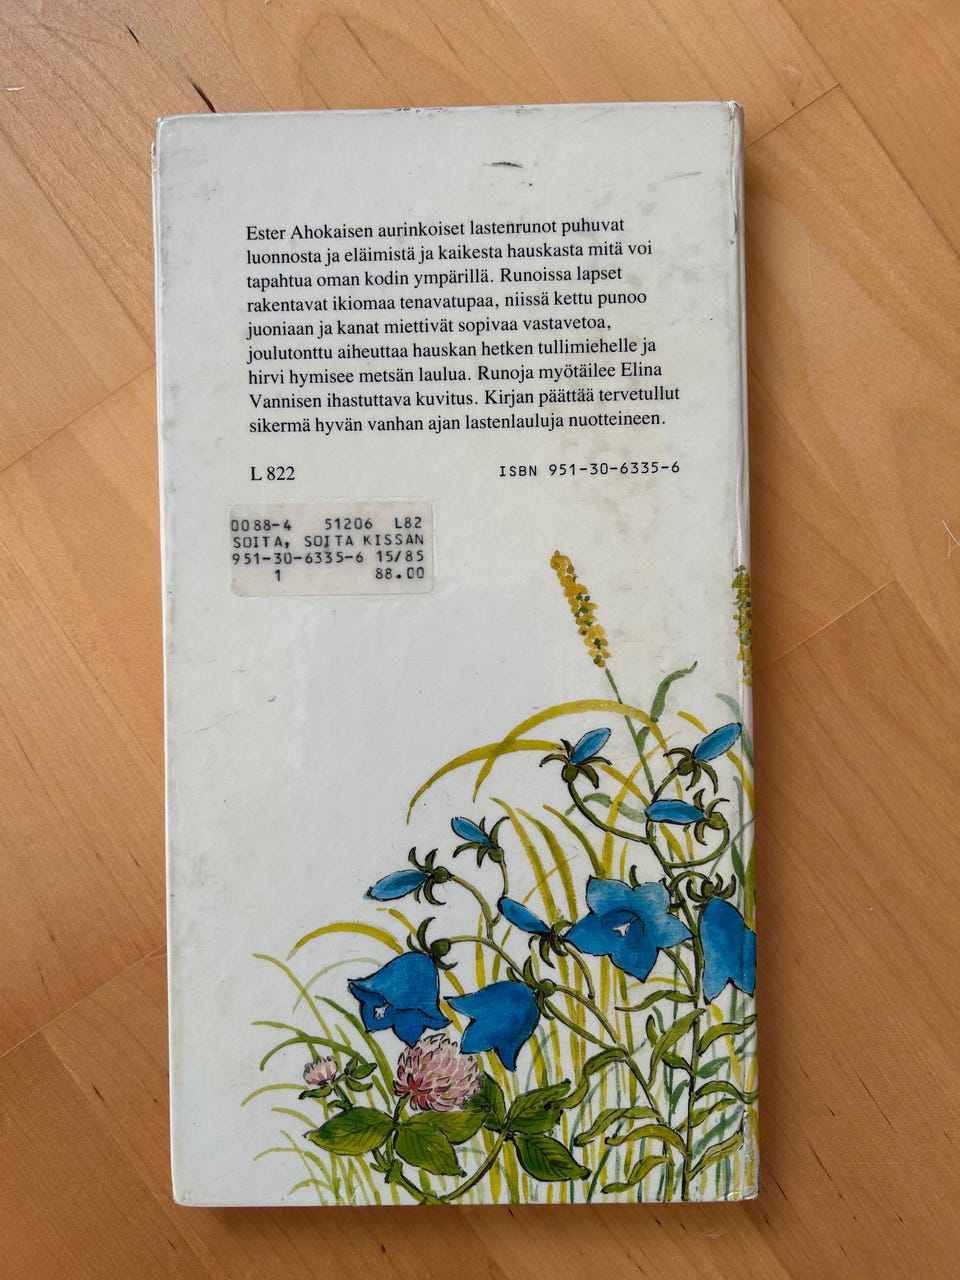 Ester Ahokaisen aurinkoiset lastenrunot puhuvat
luonnosta ja eläimistä ja kaikesta hauskasta mitä voi
tapahtua oman kodin ympärillä. Runoissa lapset
rakentavat ikiomaa tenavatupaa, niissä kettu punoo
juoniaan ja kanat miettivät sopivaa vastavetoa,
joulutonttu aiheuttaa hauskan hetken tullimiehelle ja
hirvi hymisee metsän laulua. Runoja myötäilee Elina
Vannisen ihastuttava kuvitus. Kirjan päättää tervetullut
sikermä hyvän vanhan ajan lastenlauluja nuotteineen.
L 822 ISBN 951-30-6335-6
0088-4 51206 L82
SOITA, SOITA KISSAN
951-30-6335-6 15/85
1 88.00